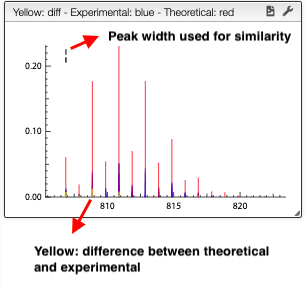 Yellow: diff - Experimental: blue - Theoretical: red
Peak width used for similarity
0.20
0.10
0.00
810 815 820
Yellow: difference between theoretical
and experimental